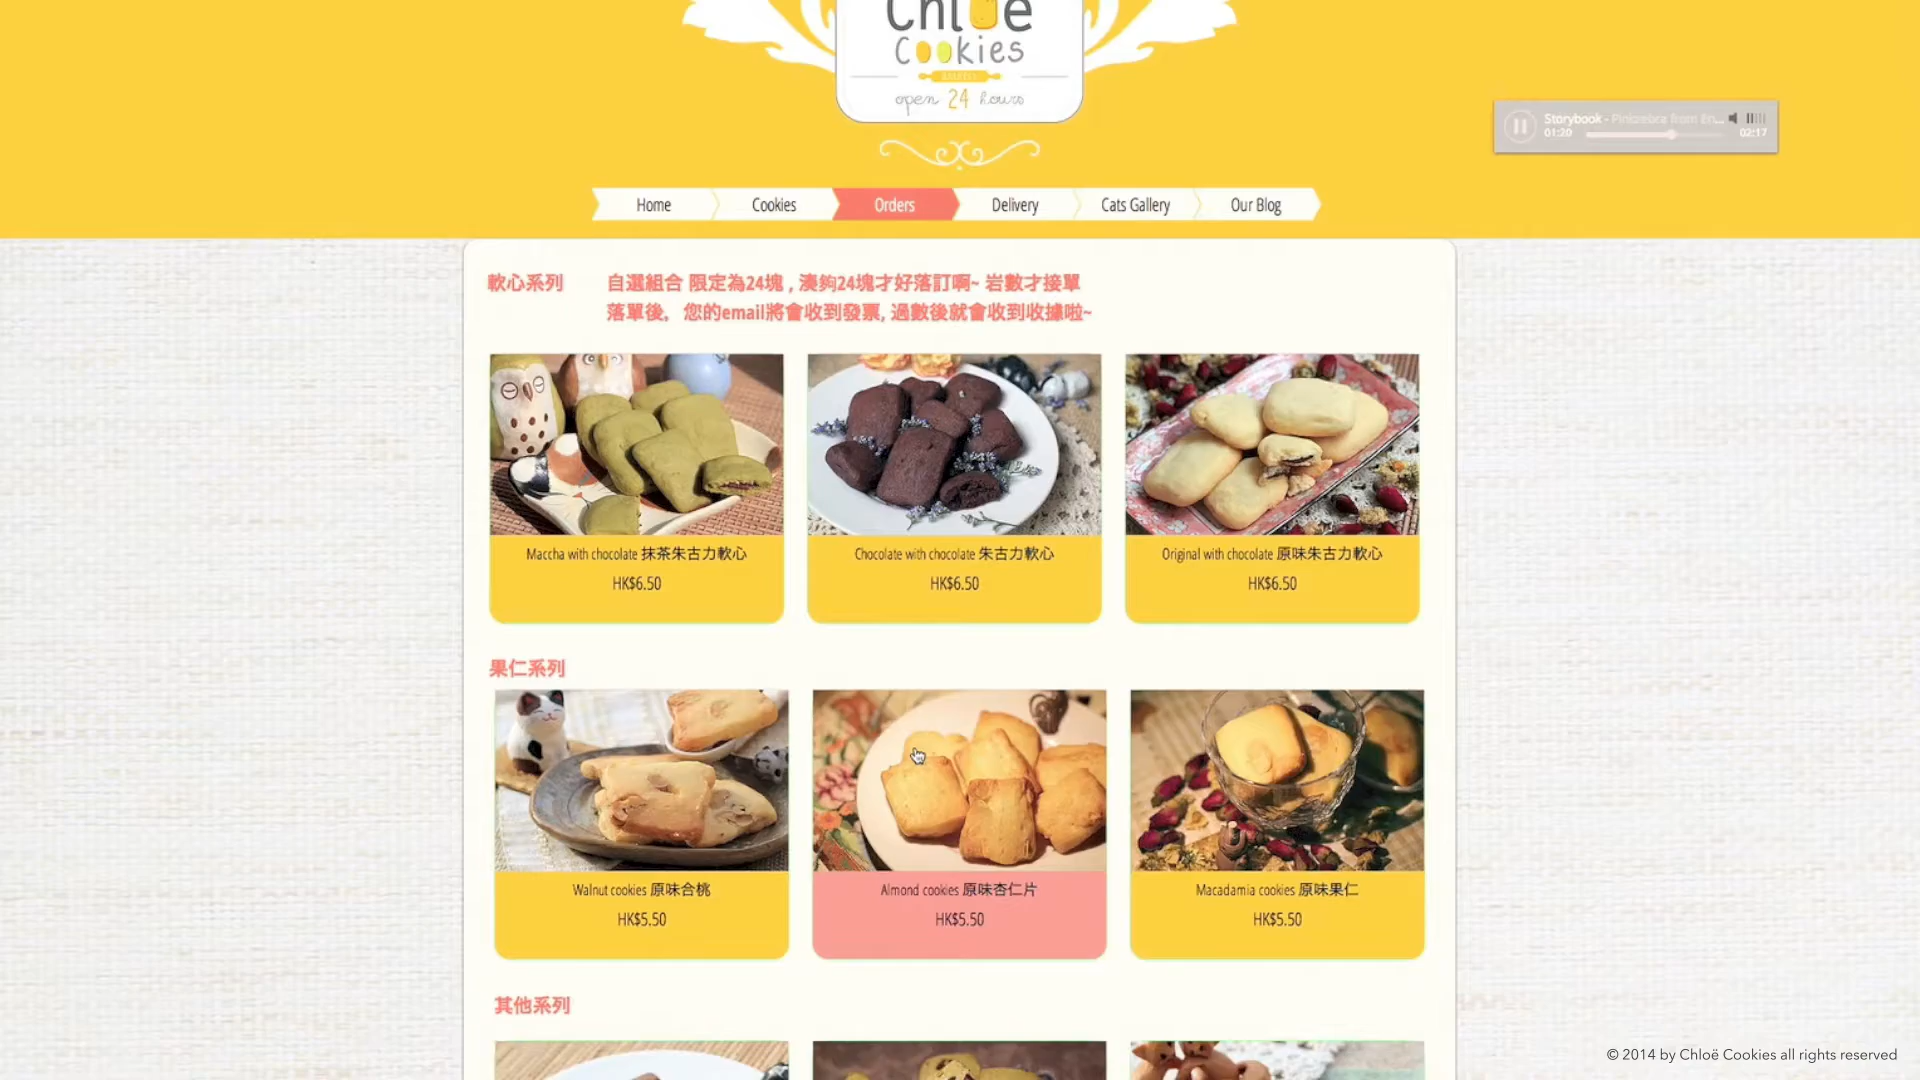 Chloe
Cookies
BAKERY
open 24 hours
Storybook -
01:20
02:17
Home
Cookies
Orders
Delivery
Cats Gallery
Our Blog
軟心系列
自選組合 限定為24塊 , 湊夠24塊才好落訂啊~ 岩數才接單
落單後，您的email將會收到發票, 過數後就會收到收據啦~
Maccha with chocolate 抹茶朱古力軟心
HK$6.50
Chocolate with chocolate 朱古力軟心
HK$6.50
Original with chocolate 原味朱古力軟心
HK$6.50
果仁系列
Walnut cookies 原味合桃
HK$5.50
Almond cookies 原味杏仁片
HK$5.50
Macadamia cookies 原味果仁
HK$5.50
其他系列
© 2014 by Chloë Cookies all rights reserved